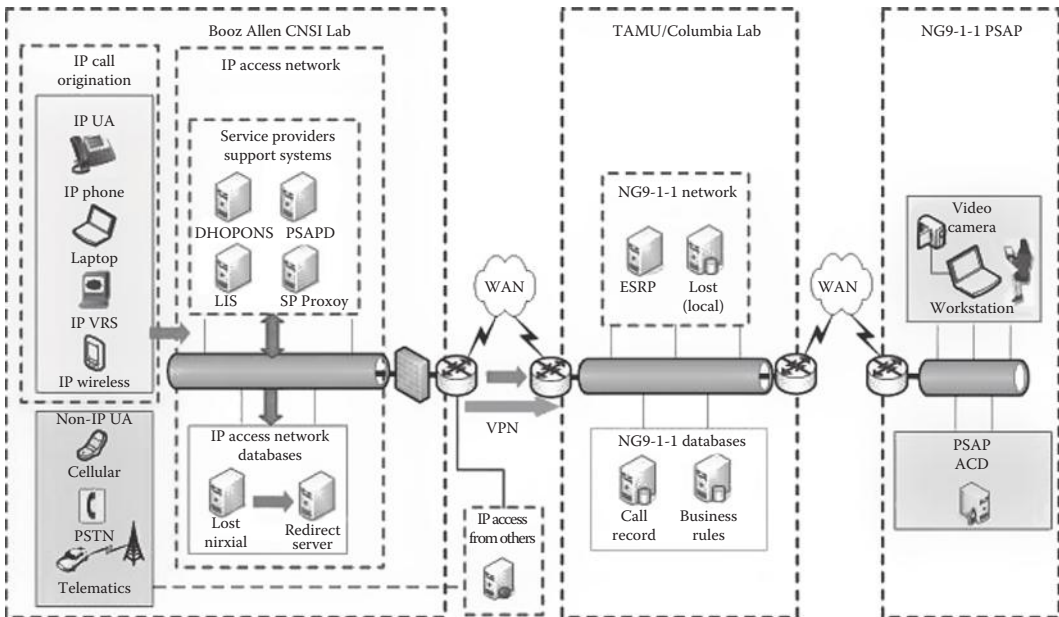 Booz Allen CNSI Lab
TAMU/Columbia Lab
NG9-1-1 PSAP
IP call
origination
IP UA
IP phone
Laptop
IP VRS
IP wireless
Non-IP UA
Cellular
PSTN
Telematics
IP access network
Service providers
support systems
DHOPONS
PSAPD
LIS
SP Proxoy
IP access network
databases
Lost
nirxial
Redirect
server
WAN
VPN
IP access
from others
NG9-1-1 network
ESRP
Lost
(local)
NG9-1-1 databases
Call
record
Business
rules
WAN
Video
camera
Workstation
PSAP
ACD